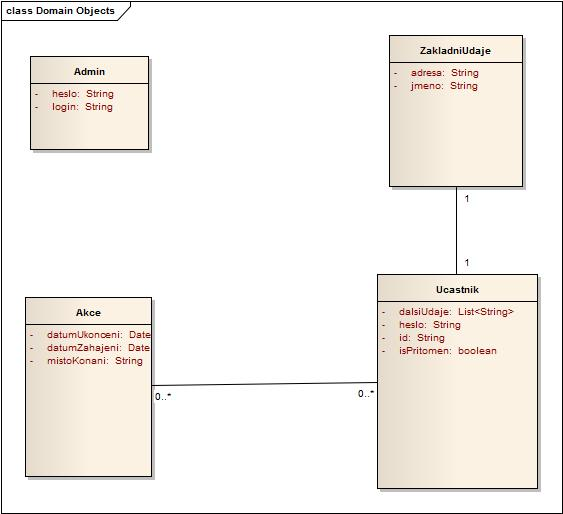 class Domain Objects
Admin
- heslo: String
- login: String
ZakladniUdaje
- adresa: String
- jmeno: String
1
1
Ucastnik
- dalsiUdaje: List<String>
- heslo: String
- id: String
- isPritomen: boolean
Akce
- datumUkonceni: Date
- datumZahajeni: Date
- mistoKonani: String
0..*
0..*